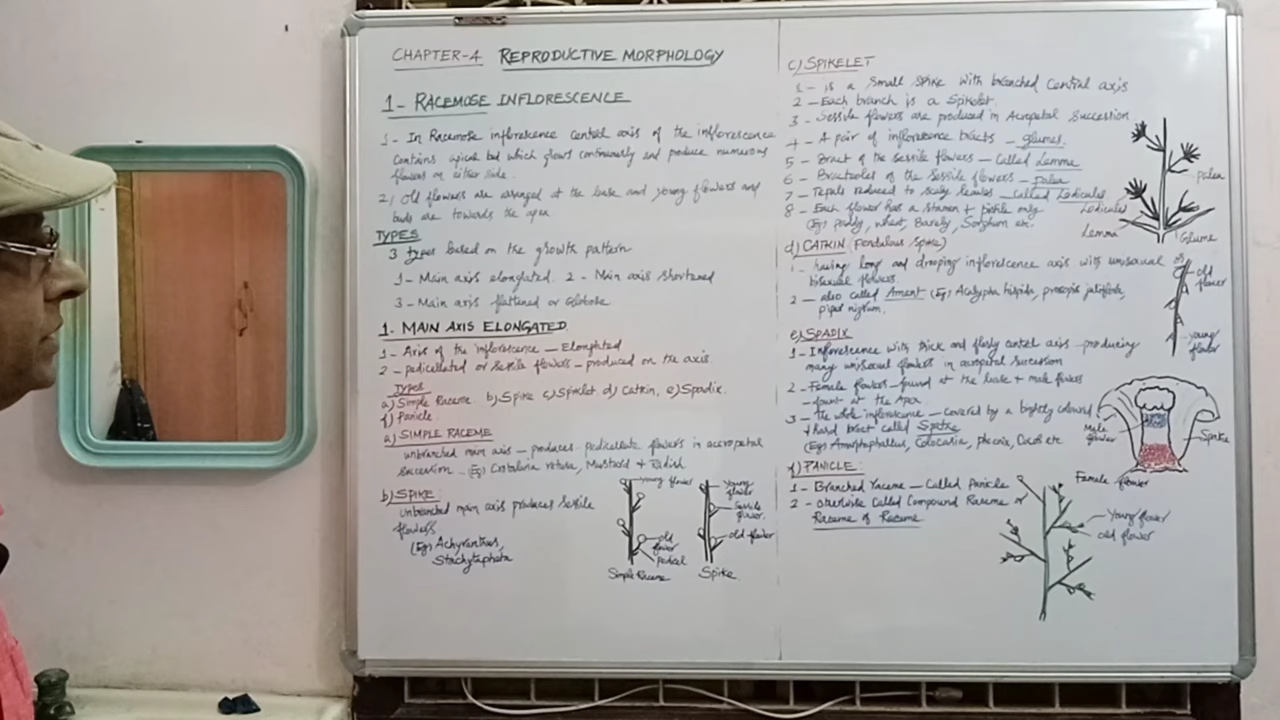 CHAPTER-4 REPRODUCTIVE MORPHOLOGY
1- RACEMOSE INFLORESCENCE
1- In Racemose inflorescence central axis of the inflorescence
contains apical bud which grows continuously and produce numerous
flowers on either side.
2) Old flowers are arranged at the base and young flowers and
buds are towards the apex
TYPES
3 types based on the growth pattern
1- Main axis elongated. 2- Main axis shortened
3- Main axis flattened or Globose
1. MAIN AXIS ELONGATED
1- Axis of the inflorescence - Elongated
2- pedicellated or sessile flowers - produced on the axis
Types
a) Simple Raceme b) Spike c) Spikelet d) Catkin, e) Spadix.
f) Panicle
a) SIMPLE RACEME
unbranched main axis - produces pedicellate flowers in
succession. (Eg) Mustard + Radish
b) SPIKE:
unbranched main axis produces sessile
flowers
(Eg) Achyranthus,
young flower
old
flower
pedicel
Simple Raceme
young
flower
Sessile
flower.
old flower
Spike
c) SPIKELET
1- is a small spike with branched central axis
2- Each branch is a Spikelet.
3- Sessile flowers are produced in Acropetal succession
4- A pair of inflorescence bracts - glumes.
5- Bract of the sessile flowers - Called Lemma
6- Bracteoles of the sessile flowers - palea
7- Tepals reduced to scaly leaves - Called Lodicules
8- Each flower has a stamen + pistile only
(Eg) paddy, wheat, Barely, Sorghum etc.
palea
Lodicules
Lemma
Glume
d) CATKIN (Pendulous Spike)
1- having long and drooping inflorescence axis with unisexual or
bisexual flowers.
2- also called Ament (Eg) Acalypha hispida, prosopis juliflora,
piper nigrum.
old
flower
young
flower
e) SPADIX
1- Inflorescence with thick and fleshy central axis producing
many unisexual flowers in acropetal sucession
2- Female flowers - found at the base + male flowers
- fount at the Apex.
3- The whole inflorescence - covered by a brightly coloured
+ hard bract called Spathe
(Eg) Amorphophallus, Colocasia, phoenix, Cocos etc
Male
flower
Spathe
Female flower
f) PANICLE:
1- Branched raceme - Called Panicle
2- otherwise Called Compound Raceme or
Raceme of Raceme
young flower
old flower